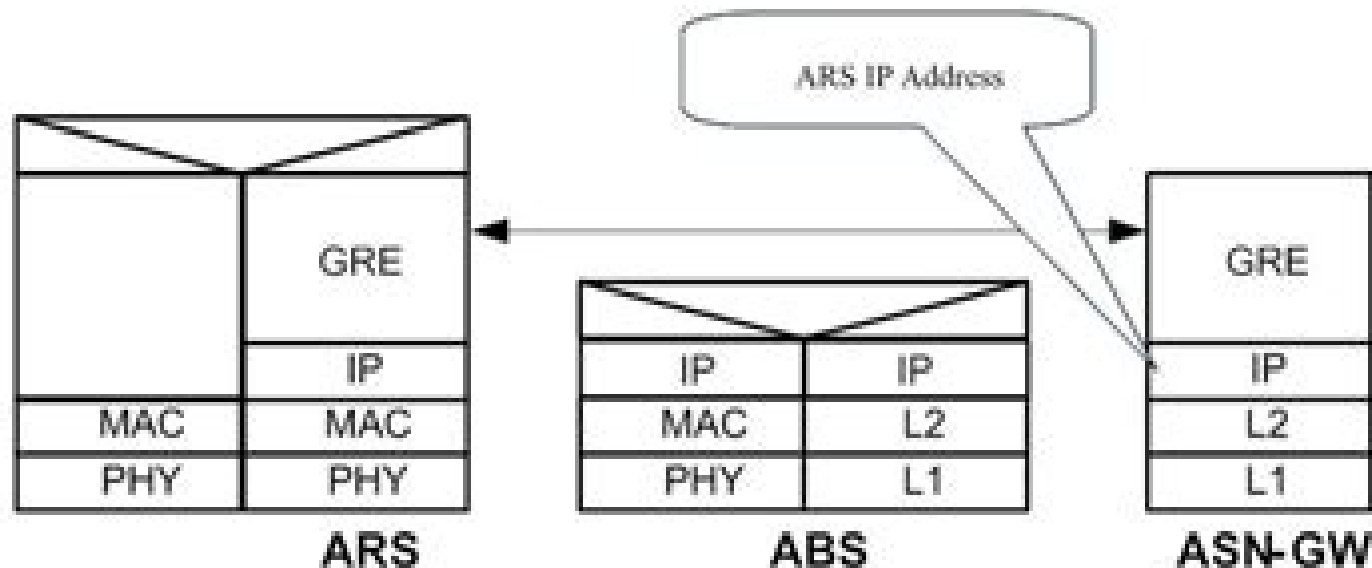 ARS IP Address
GRE
IP
MAC MAC
PHY PHY
ARS
IP IP
MAC L2
PHY L1
ABS
GRE
IP
L2
L1
ASN-GW